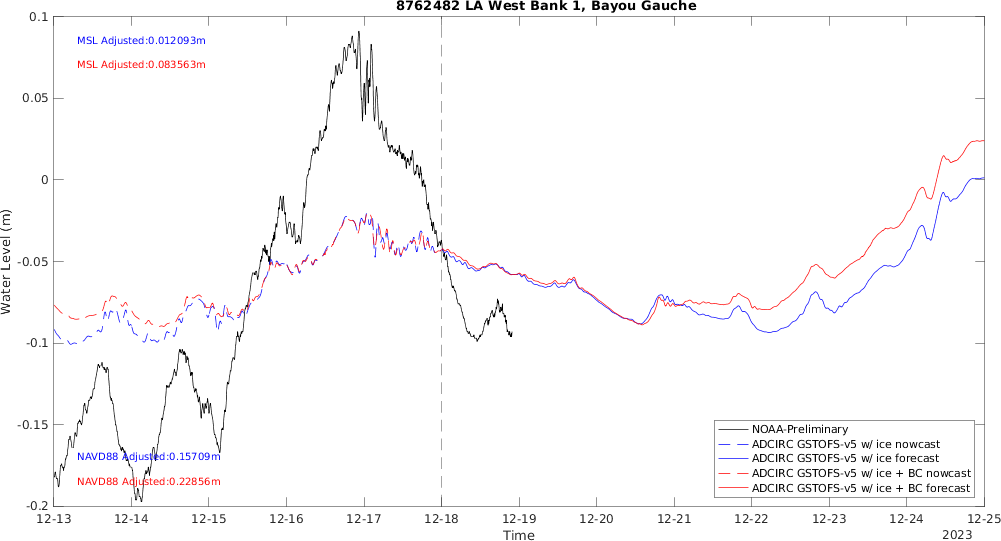 8762482 LA West Bank 1, Bayou Gauche
MSL Adjusted:0.012093m
MSL Adjusted:0.083563m
NAVD88 Adjusted:0.15709m
NAVD88 Adjusted:0.22856m
Water Level (m)
0.1
0.05
0
-0.05
-0.1
-0.15
-0.2
NOAA-Preliminary
ADCIRC GSTOFS-v5 w/ ice nowcast
ADCIRC GSTOFS-v5 w/ ice forecast
ADCIRC GSTOFS-v5 w/ ice + BC nowcast
ADCIRC GSTOFS-v5 w/ ice + BC forecast
12-13 12-14 12-15 12-16 12-17 12-18 12-19 12-20 12-21 12-22 12-23 12-24 12-25
Time
2023